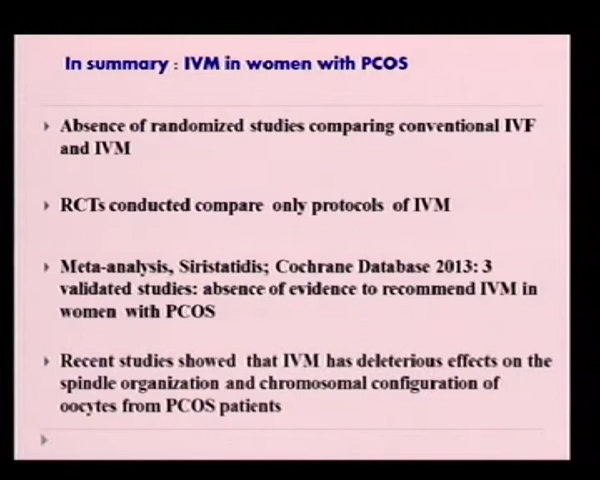 In summary : IVM in women with PCOS
Absence of randomized studies comparing conventional IVF
and IVM
RCTs conducted compare only protocols of IVM
Meta-analysis, Siristatidis; Cochrane Database 2013: 3
validated studies: absence of evidence to recommend IVM in
women with PCOS
Recent studies showed that IVM has deleterious effects on the
spindle organization and chromosomal configuration of
oocytes from PCOS patients